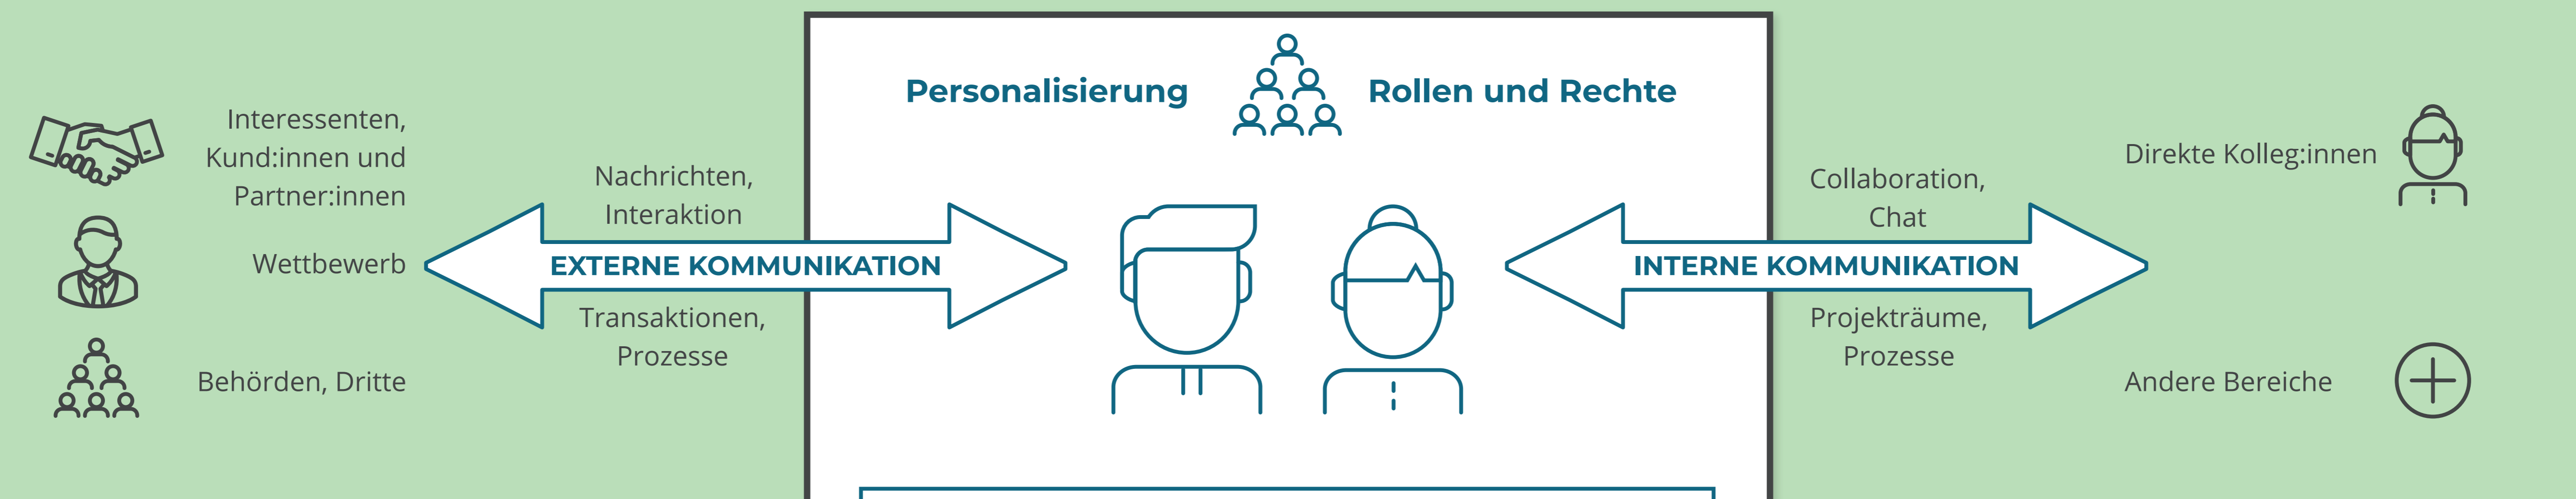 Personalisierung
Rollen und Rechte
Interessenten,
Kund:innen und
Partner:innen
Wettbewerb
Behörden, Dritte
Nachrichten,
Interaktion
EXTERNE KOMMUNIKATION
Transaktionen,
Prozesse
Collaboration,
Chat
INTERNE KOMMUNIKATION
Projekträume,
Prozesse
Direkte Kolleg:innen
Andere Bereiche